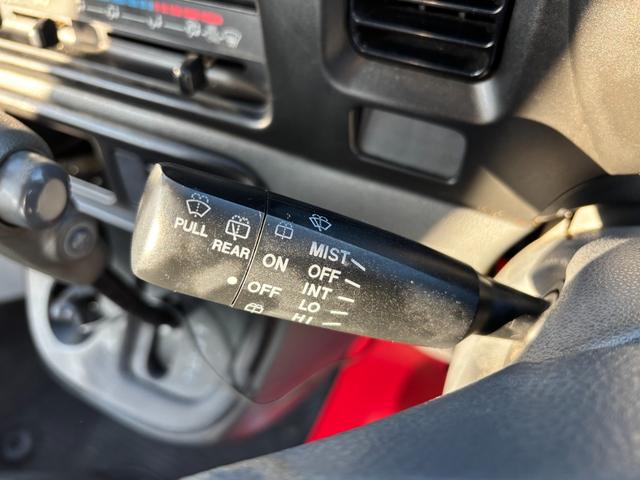 PULL
REAR
ON
OFF
MIST
OFF
INT
LO
HI